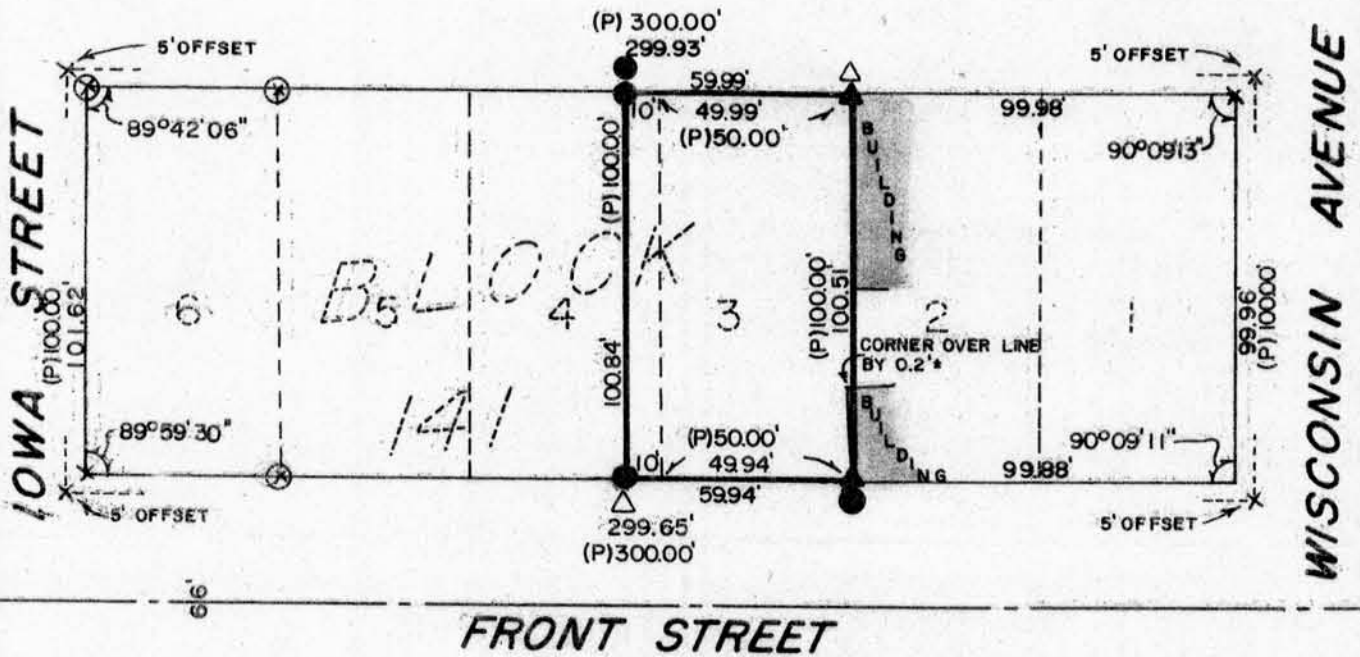 (P) 300.00'
299.93'
5' OFFSET
5' OFFSET
59.99'
10'
49.99'
99.98'
(P)50.00'
89°42'06"
90°09'13"
BUILDING
(P)100.00'
IOWA STREET
WISCONSIN AVENUE
BLOCK
141
6
5
4
3
2
1
(P)100.00'
101.62'
100.84'
(P)100.00'
100.51'
99.96'
(P)100.00'
CORNER OVER LINE
BY 0.2'±
BUILDING
89°59'30"
90°09'11"
(P)50.00'
10'
49.94'
99.88'
59.94'
5' OFFSET
5' OFFSET
299.65'
(P)300.00'
66'
FRONT STREET